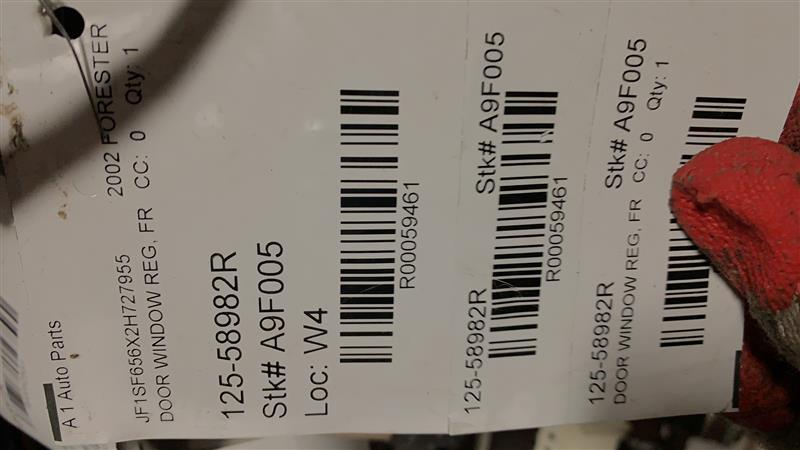 A 1 Auto Parts
JF1SF656X2H727955 2002 FORESTER
DOOR WINDOW REG, FR CC: 0 Qty: 1
125-58982R
Stk# A9F005
Loc: W4
R00059461
125-58982R Stk# A9F005
R00059461
125-58982R Stk# A9F005
DOOR WINDOW REG, FR CC: 0 Qty: 1